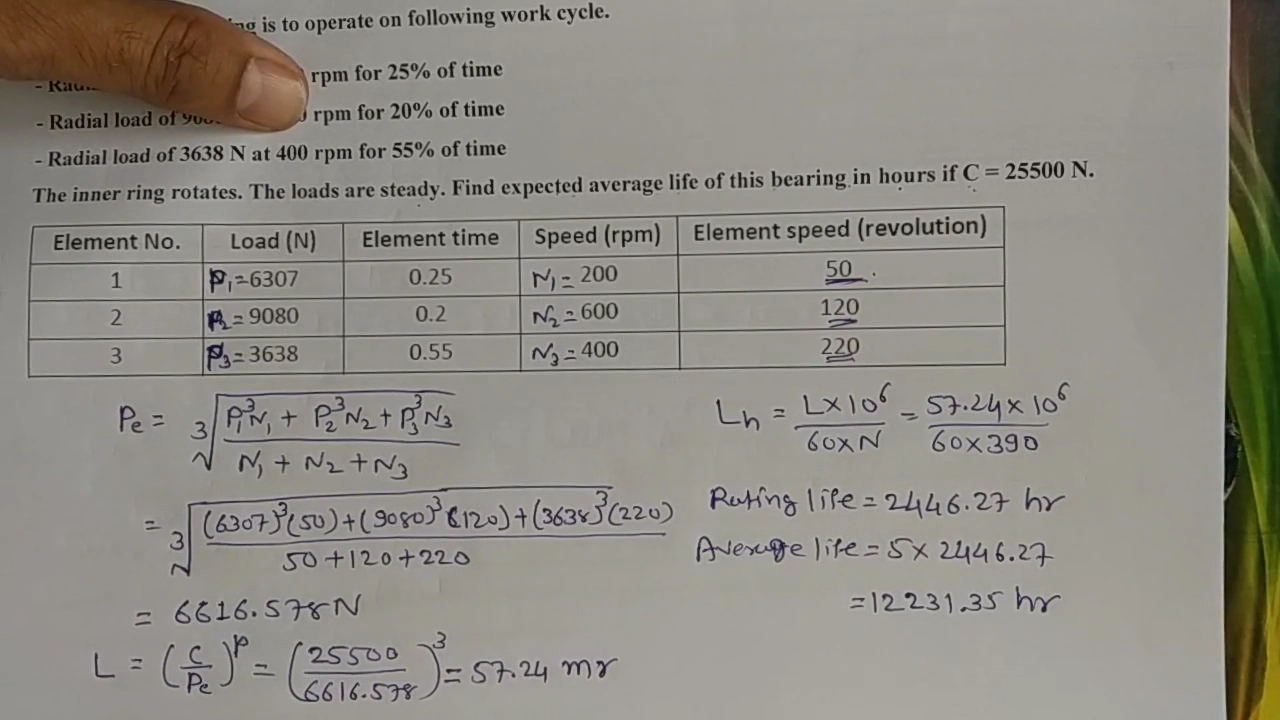 is to operate on following work cycle.
rpm for 25% of time
- Radial load of rpm for 20% of time
- Radial load of 3638 N at 400 rpm for 55% of time
The inner ring rotates. The loads are steady. Find expected average life of this bearing in hours if C = 25500 N.
Element No. Load (N) Element time Speed (rpm) Element speed (revolution)
1 P₁=6307 0.25 N₁= 200 50
2 P₂= 9080 0.2 N₂=600 120
3 P₃=3638 0.55 N₃=400 220
Pe = ∛((P₁³N₁ + P₂³N₂ + P₃³N₃)/(N₁ + N₂ + N₃))
= ∛(((6307)³(50)+(9080)³(120)+(3638)³(220))/(50+120+220))
= 6616.578N
L = (C/Pe)ᵖ = (25500/6616.578)³ = 57.24 mr
Lh = (L×10⁶)/(60×N) = (57.24×10⁶)/(60×390)
Rating life = 2446.27 hr
Average life = 5× 2446.27
=12231.35 hr